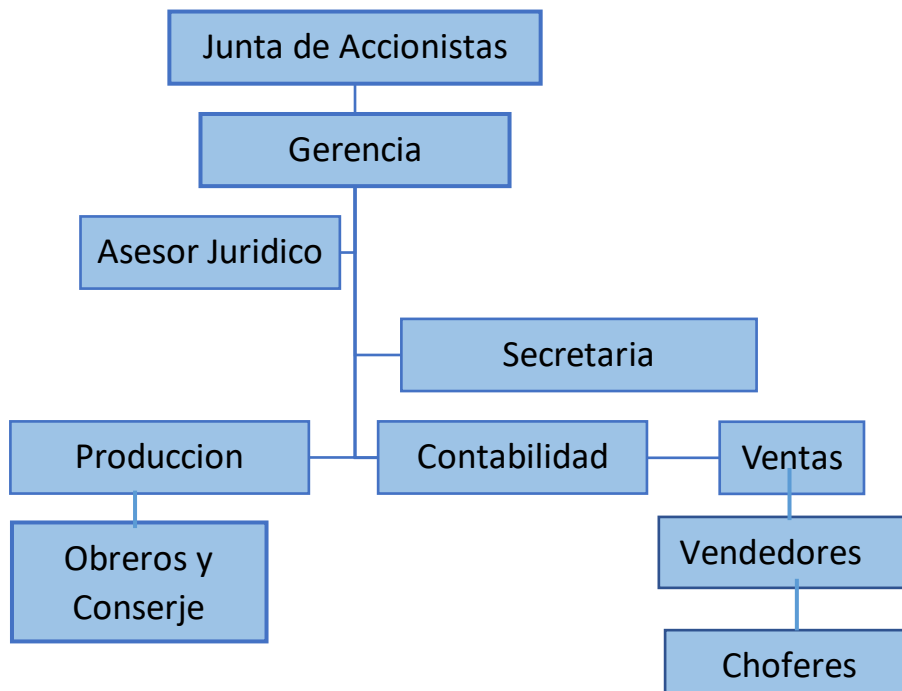 Junta de Accionistas
Gerencia
Asesor Juridico
Secretaria
Produccion
Contabilidad
Ventas
Obreros y
Conserje
Vendedores
Choferes